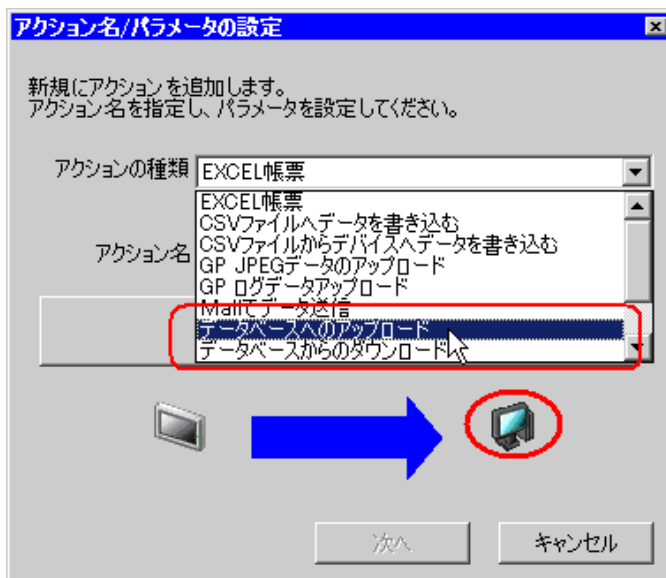 アクション名/パラメータの設定
新規にアクションを追加します。
アクション名を指定し、パラメータを設定してください。
アクションの種類
EXCEL帳票
EXCEL帳票
CSVファイルへデータを書き込む
CSVファイルからデバイスへデータを書き込む
アクション名
GP JPEGデータのアップロード
GP ログデータアップロード
Mailでデータ送信
データベースへのアップロード
データベースからのダウンロード
次へ
キャンセル